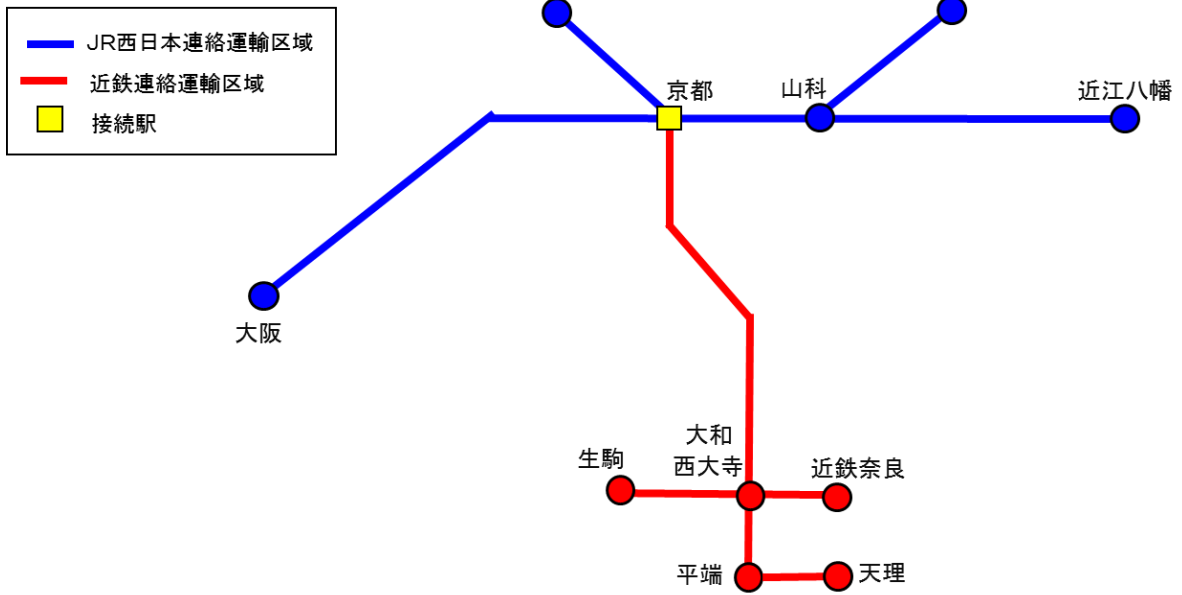 JR西日本連絡運輸区域
近鉄連絡運輸区域
接続駅
京都
山科
近江八幡
大阪
大和
西大寺
生駒
近鉄奈良
平端
天理